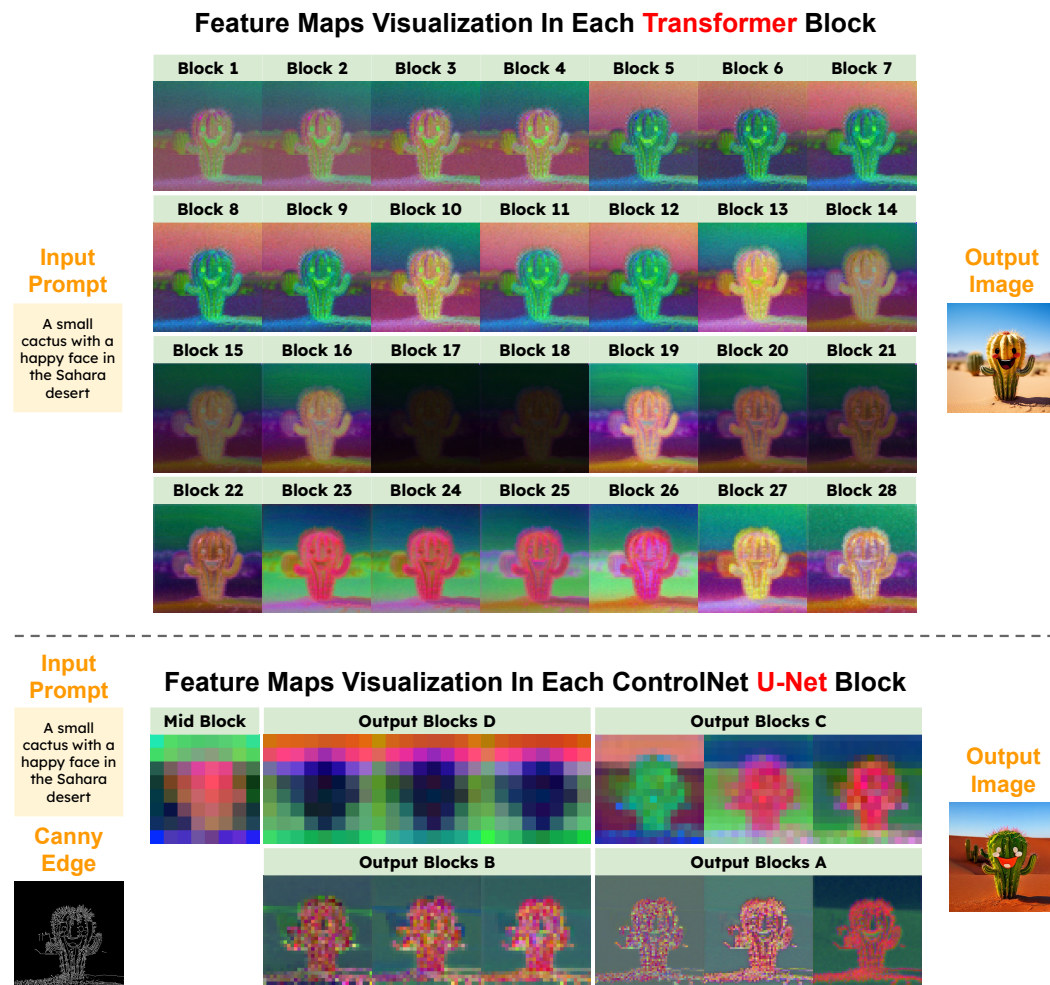 Feature Maps Visualization In Each Transformer Block
Block 1 Block 2 Block 3 Block 4 Block 5 Block 6 Block 7
Block 8 Block 9 Block 10 Block 11 Block 12 Block 13 Block 14
Input
Prompt
A small
cactus with a
happy face in
the Sahara
desert
Output
Image
Block 15 Block 16 Block 17 Block 18 Block 19 Block 20 Block 21
Block 22 Block 23 Block 24 Block 25 Block 26 Block 27 Block 28
Input
Prompt
A small
cactus with a
happy face in
the Sahara
desert
Canny
Edge
Feature Maps Visualization In Each ControlNet U-Net Block
Mid Block Output Blocks D Output Blocks C
Output Blocks B Output Blocks A
Output
Image